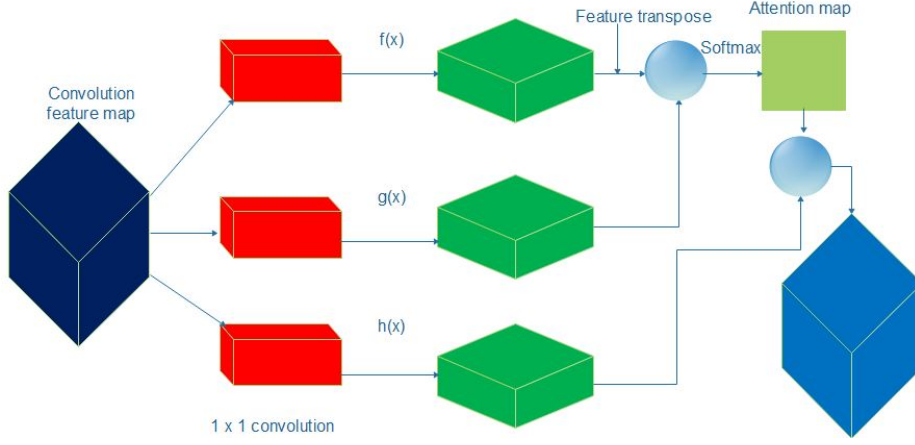 Attention map
Feature transpose
f(x)
Softmax
Convolution
feature map
g(x)
h(x)
1 x 1 convolution